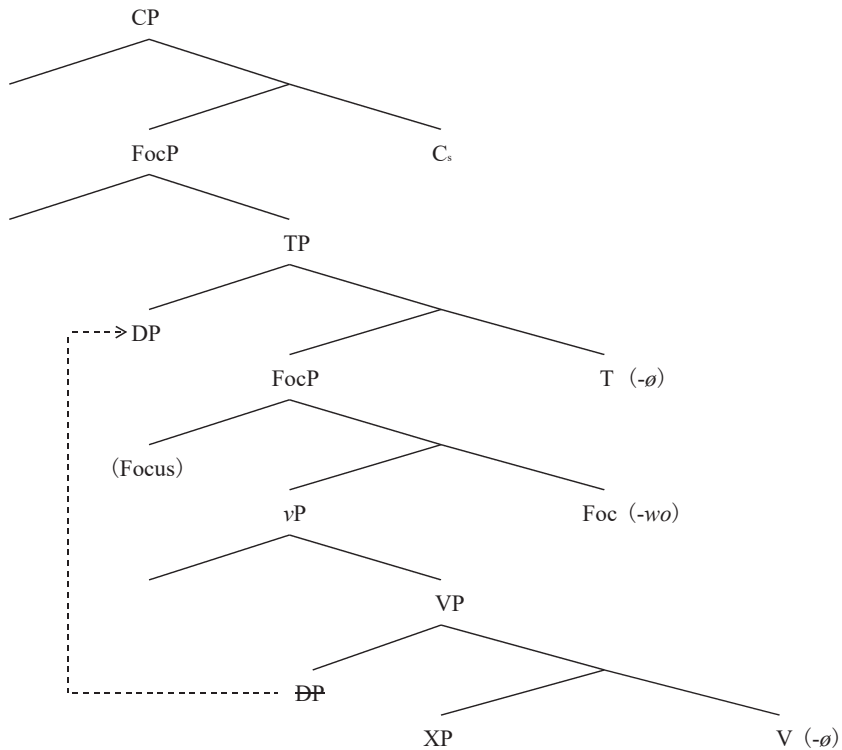 CP
FocP Cₛ
TP
DP
FocP T (-ø)
(Focus)
vP Foc (-wo)
VP
DP
XP V (-ø)